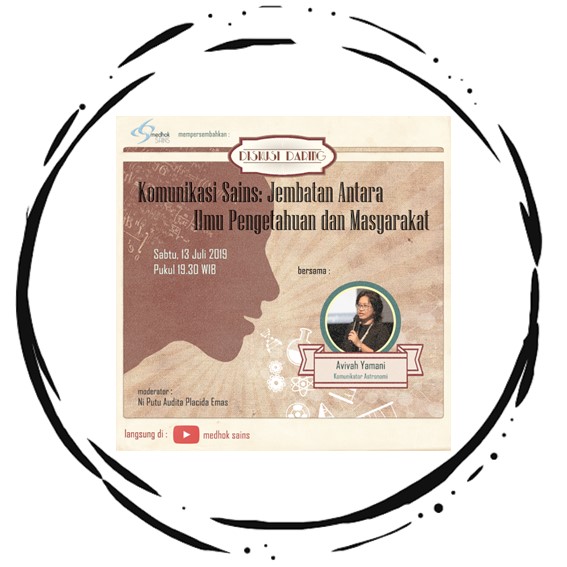 medhok
SAINS
mempersembahkan :
DISKUSI DARING
Komunikasi Sains: Jembatan Antara
Ilmu Pengetahuan dan Masyarakat
Sabtu, 13 Juli 2019
Pukul 19.30 WIB
bersama :
Avivah Yamani
Komunikator Astronomi
moderator :
Ni Putu Audita Placida Emas
langsung di :
medhok sains